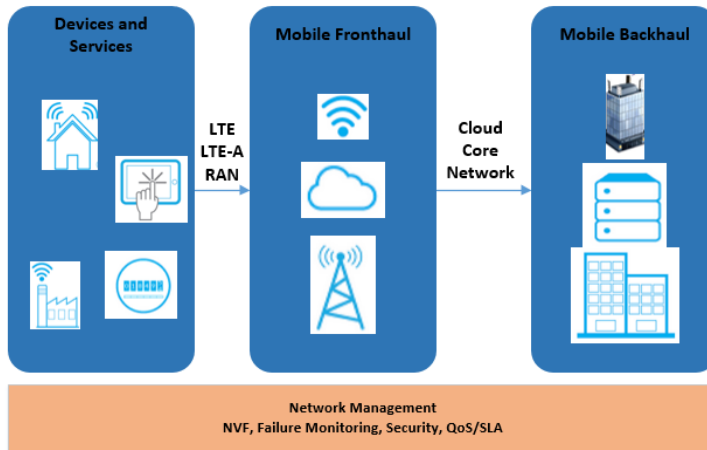 Devices and
Services
Mobile Fronthaul
Mobile Backhaul
LTE
LTE-A
RAN
Cloud
Core
Network
Network Management
NVF, Failure Monitoring, Security, QoS/SLA